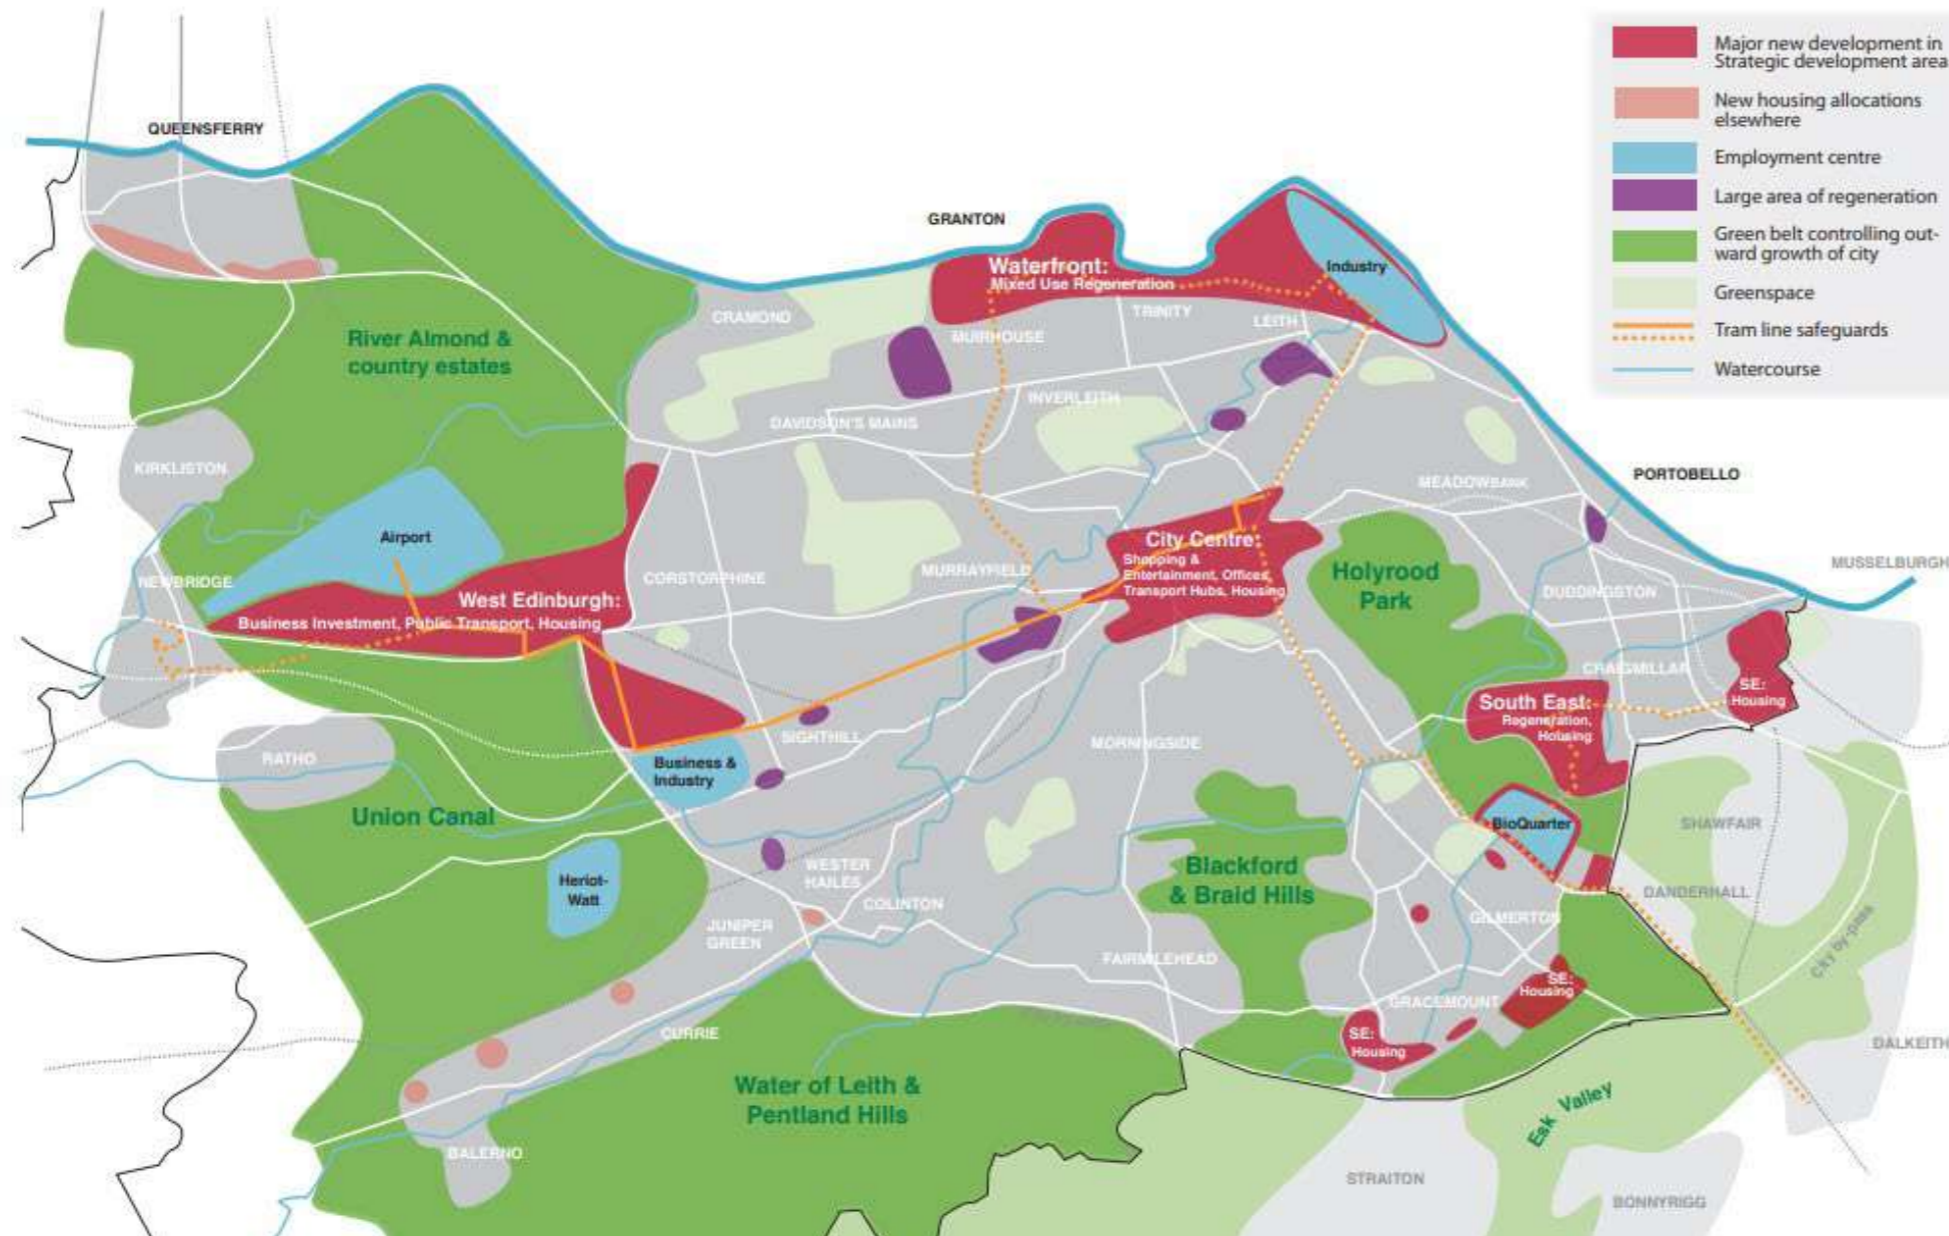 Major new development in
Strategic development area
New housing allocations
elsewhere
Employment centre
Large area of regeneration
Green belt controlling out-
ward growth of city
Greenspace
Tram line safeguards
Watercourse
QUEENSFERRY
GRANTON
Waterfront:
Mixed Use Regeneration
Industry
CRAMOND
TRINITY
LEITH
MUIRHOUSE
River Almond &
country estates
INVERLEITH
DAVIDSON'S MAINS
KIRKLISTON
PORTOBELLO
MEADOWBANK
Airport
City Centre:
Shopping &
Entertainment, Offices,
Transport Hubs, Housing
MUSSELBURGH
NEWBRIDGE
CORSTORPHINE
MURRAYFIELD
Holyrood
Park
DUDDINGSTON
West Edinburgh:
Business Investment, Public Transport, Housing
CRAIGMILLAR
SE:
Housing
South East:
Regeneration,
Housing
SIGHTHILL
MORNINGSIDE
RATHO
Business &
Industry
Union Canal
BioQuarter
SHAWFAIR
Heriot-
Watt
WESTER
HAILES
Blackford
& Braid Hills
DANDERHALL
COLINTON
JUNIPER
GREEN
GILMERTON
City by-pass
FAIRMILEHEAD
SE:
Housing
GRACEMOUNT
CURRIE
SE:
Housing
DALKEITH
Water of Leith &
Pentland Hills
Esk Valley
BALERNO
STRAITON
BONNYRIGG